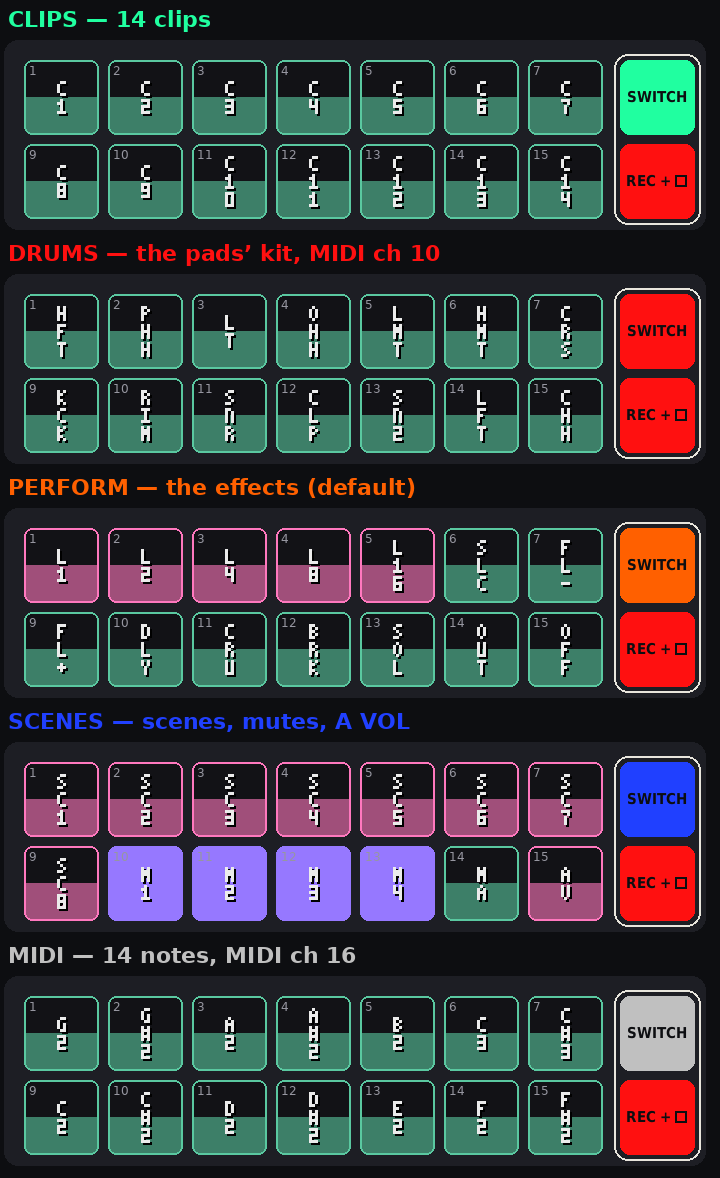 CLIPS — 14 clips
1 2 3 4 5 6 7
C1 C2 C3 C4 C5 C6 C7 SWITCH
9 10 11 12 13 14 15
C8 C9 C10 C11 C12 C13 C14 REC + □
DRUMS — the pads’ kit, MIDI ch 10
1 2 3 4 5 6 7
HFT PHH LT OHH LMT HMT CRS SWITCH
9 10 11 12 13 14 15
KCK RIM SNR CLP SN2 LFT CHH REC + □
PERFORM — the effects (default)
1 2 3 4 5 6 7
L1 L2 L4 L8 L16 SLC FL- SWITCH
9 10 11 12 13 14 15
FL+ DLY CRU BRK SOL OUT OFF REC + □
SCENES — scenes, mutes, A VOL
1 2 3 4 5 6 7
SC1 SC2 SC3 SC4 SC5 SC6 SC7 SWITCH
9 10 11 12 13 14 15
SC8 M1 M2 M3 M4 MA AV REC + □
MIDI — 14 notes, MIDI ch 16
1 2 3 4 5 6 7
G2 G#2 A2 A#2 B2 C3 C#3 SWITCH
9 10 11 12 13 14 15
C2 C#2 D2 D#2 E2 F2 F#2 REC + □